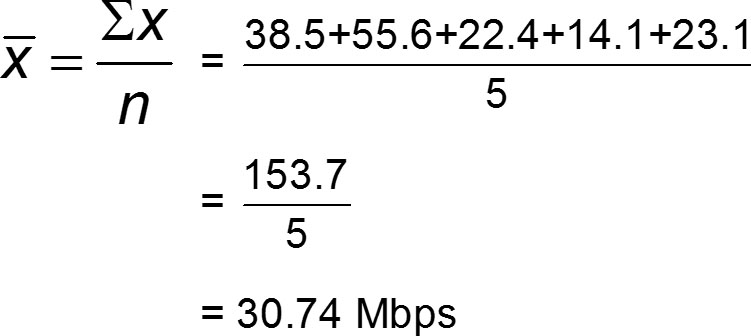 x̅ = Σx/n = 38.5+55.6+22.4+14.1+23.1/5
= 153.7/5
= 30.74 Mbps